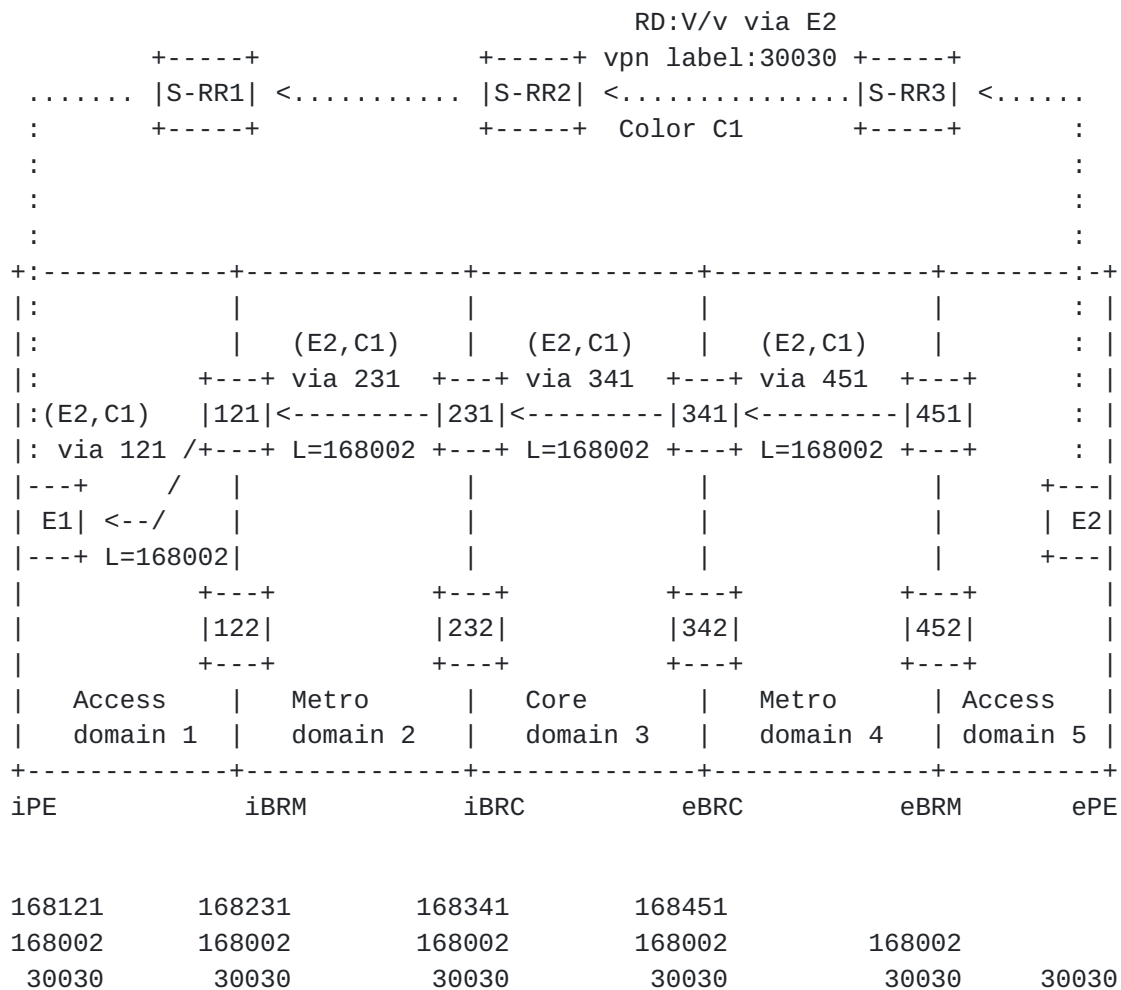 RD:V/v via E2
         +-----+              +-----+ vpn label:30030 +-----+
 ....... |S-RR1| <........... |S-RR2| <...............|S-RR3| <......
 :       +-----+              +-----+  Color C1       +-----+       :
 :                                                                  :
 :                                                                  :
 :                                                                  :
+:------------+--------------+--------------+--------------+--------:-+
|:            |              |              |              |        : |
|:            |   (E2,C1)    |   (E2,C1)    |   (E2,C1)    |        : |
|:          +---+ via 231  +---+ via 341  +---+ via 451  +---+      : |
|:(E2,C1)   |121|<---------|231|<---------|341|<---------|451|      : |
|: via 121 /+---+ L=168002 +---+ L=168002 +---+ L=168002 +---+      : |
|---+     /   |              |              |              |      +---|
| E1| <--/    |              |              |              |      | E2|
|---+ L=168002|              |              |              |      +---|
|           +---+          +---+          +---+          +---+        |
|           |122|          |232|          |342|          |452|        |
|           +---+          +---+          +---+          +---+        |
|   Access    |   Metro      |   Core       |   Metro      | Access   |
|   domain 1  |   domain 2   |   domain 3   |   domain 4   | domain 5 |
+-------------+--------------+--------------+--------------+----------+
iPE            iBRM          iBRC          eBRC          eBRM       ePE
168121      168231        168341        168451
168002      168002        168002        168002         168002
 30030       30030         30030         30030          30030     30030